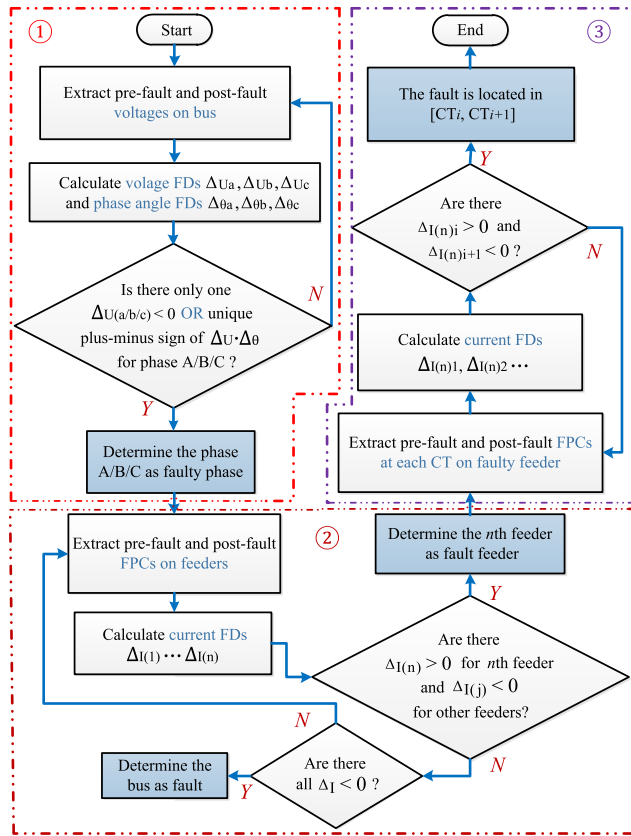 ①
Start
Extract pre-fault and post-fault
voltages on bus
Calculate volage FDs ΔUa, ΔUb, ΔUc
and phase angle FDs Δθa, Δθb, Δθc
Is there only one
ΔU(a/b/c) < 0 OR unique
plus-minus sign of ΔU·Δθ
for phase A/B/C ?
N
Y
Determine the phase
A/B/C as faulty phase
②
Extract pre-fault and post-fault
FPCs on feeders
Calculate current FDs
ΔI(1) ··· ΔI(n)
Are there
ΔI(n) > 0 for nth feeder
and ΔI(j) < 0
for other feeders?
Y
N
Are there
all ΔI < 0 ?
N
Y
Determine the
bus as fault
Determine the nth feeder
as fault feeder
③
Extract pre-fault and post-fault FPCs
at each CT on faulty feeder
Calculate current FDs
ΔI(n)1, ΔI(n)2 ···
Are there
ΔI(n)i > 0 and
ΔI(n)i+1 < 0 ?
N
Y
The fault is located in
[CTi, CTi+1]
End